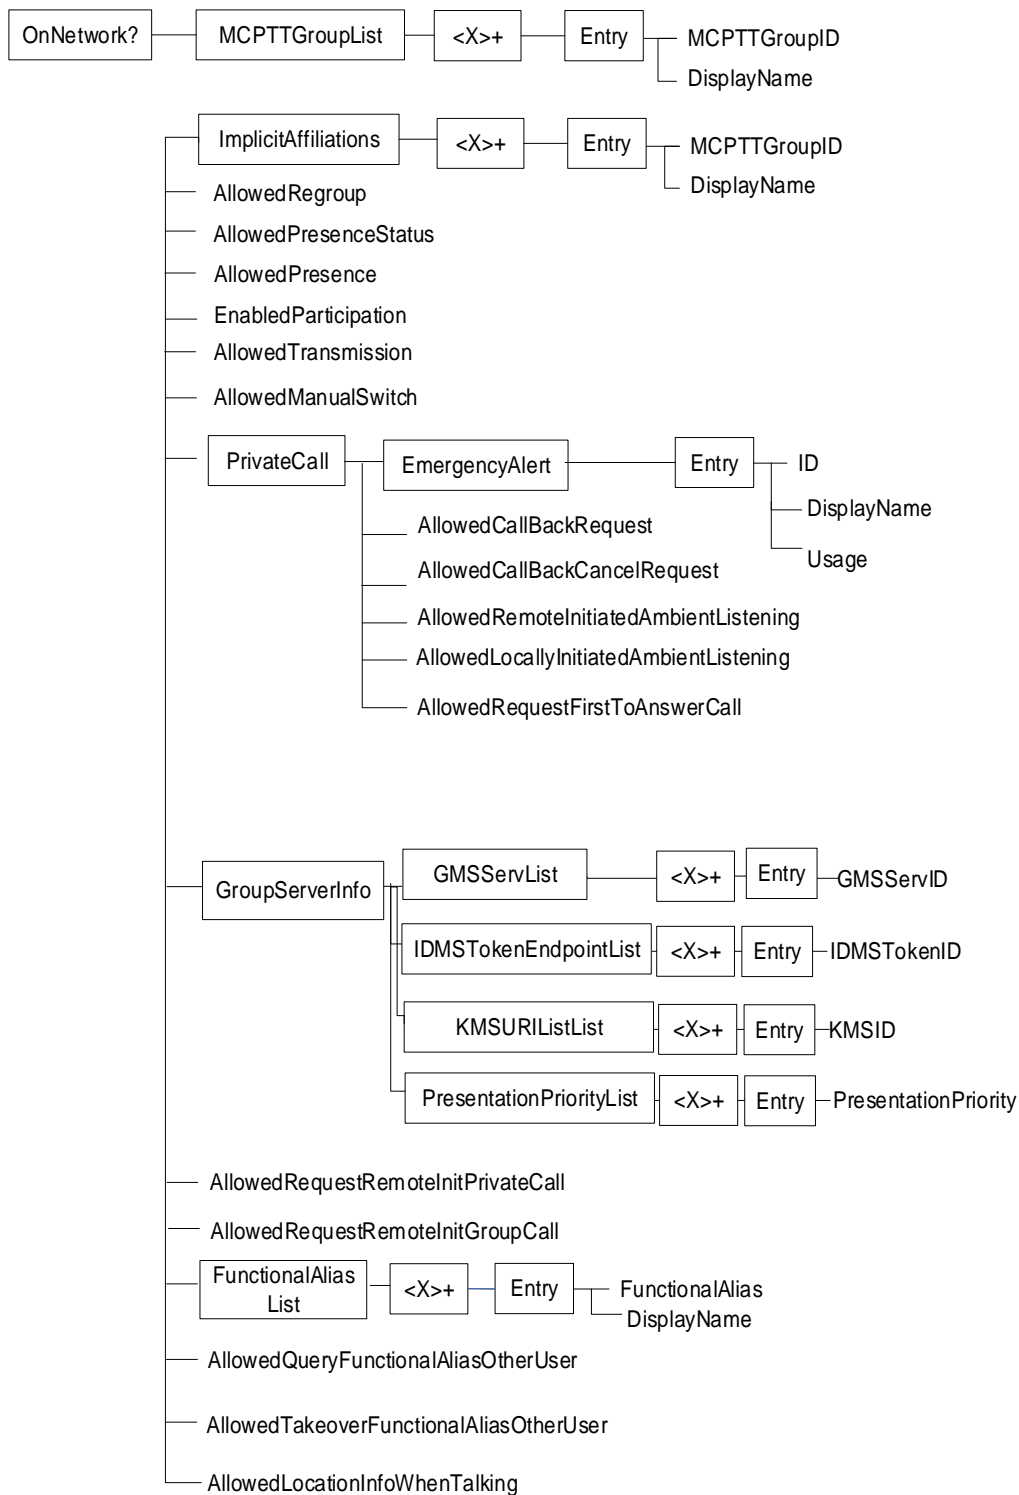 OnNetwork? MCPTTGroupList <X>+ Entry MCPTTGroupID
DisplayName
ImplicitAffiliations <X>+ Entry MCPTTGroupID
DisplayName
AllowedRegroup
AllowedPresenceStatus
AllowedPresence
EnabledParticipation
AllowedTransmission
AllowedManualSwitch
PrivateCall EmergencyAlert Entry ID
DisplayName
Usage
AllowedCallBackRequest
AllowedCallBackCancelRequest
AllowedRemoteInitiatedAmbientListening
AllowedLocallyInitiatedAmbientListening
AllowedRequestFirstToAnswerCall
GroupServerInfo GMSServList <X>+ Entry GMSServID
IDMSTokenEndpointList <X>+ Entry IDMSTokenID
KMSURIListList <X>+ Entry KMSID
PresentationPriorityList <X>+ Entry PresentationPriority
AllowedRequestRemoteInitPrivateCall
AllowedRequestRemoteInitGroupCall
FunctionalAlias
List
<X>+ Entry FunctionalAlias
DisplayName
AllowedQueryFunctionalAliasOtherUser
AllowedTakeoverFunctionalAliasOtherUser
AllowedLocationInfoWhenTalking